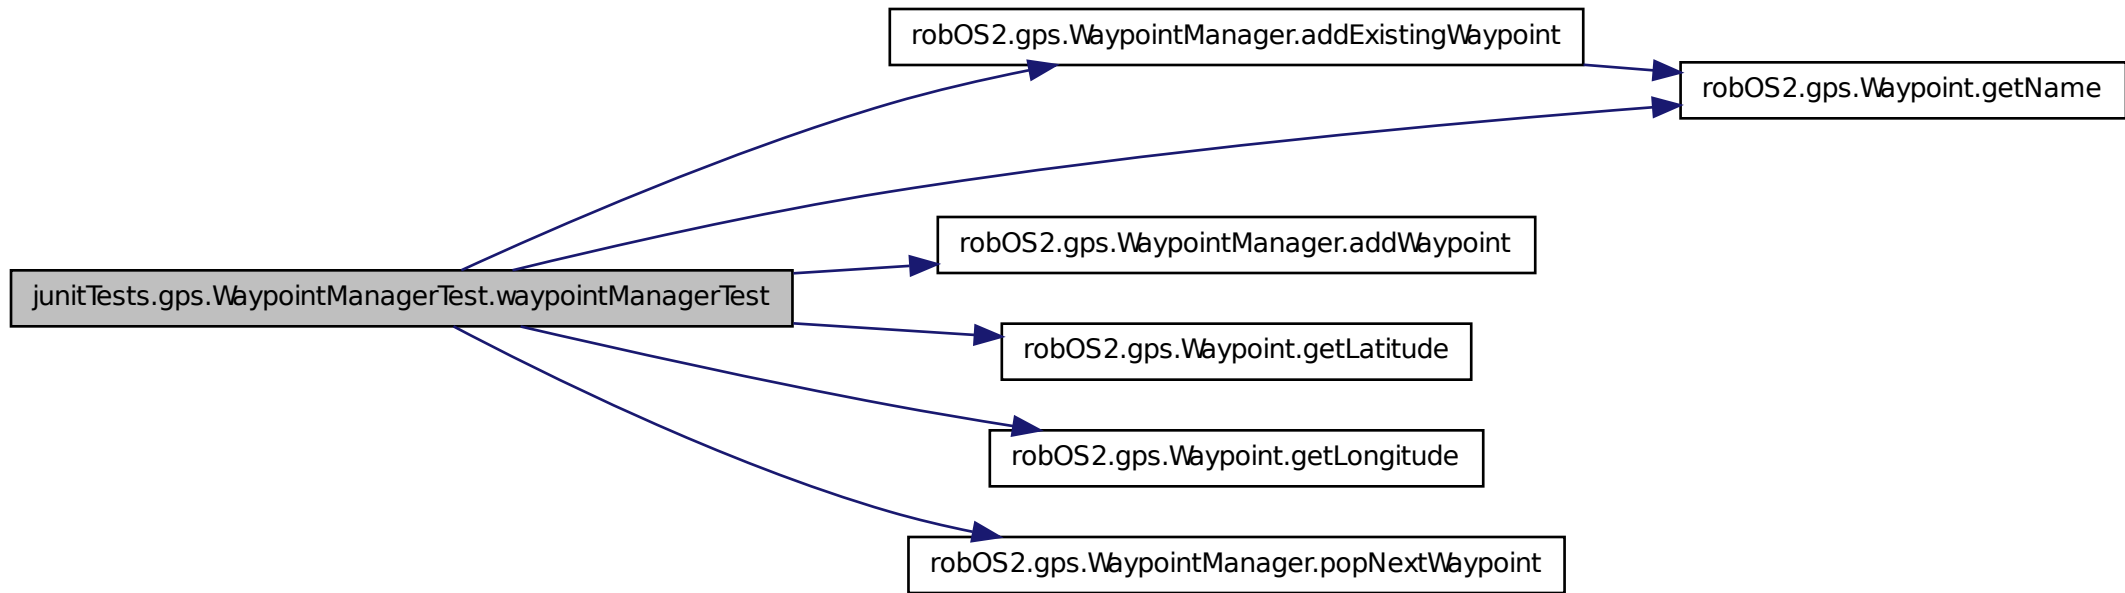 robOS2.gps.WaypointManager.addExistingWaypoint
robOS2.gps.Waypoint.getName
robOS2.gps.WaypointManager.addWaypoint
junitTests.gps.WaypointManagerTest.waypointManagerTest
robOS2.gps.Waypoint.getLatitude
robOS2.gps.Waypoint.getLongitude
robOS2.gps.WaypointManager.popNextWaypoint